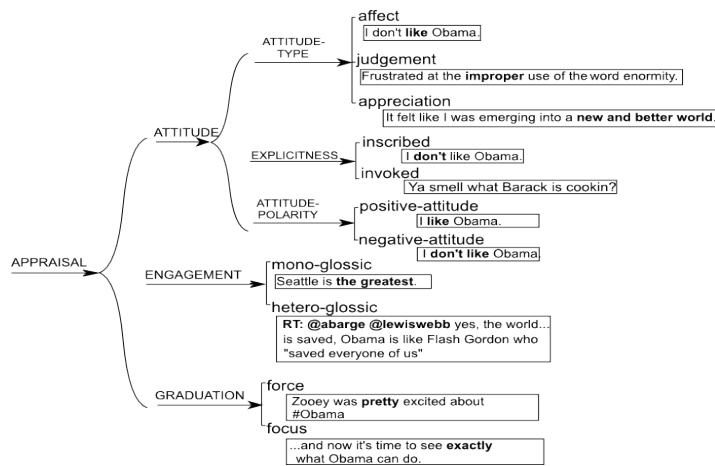 affect
I don't like Obama.
ATTITUDE-
TYPE
judgement
Frustrated at the improper use of the word enormity.
appreciation
It felt like I was emerging into a new and better world.
ATTITUDE
inscribed
I don't like Obama.
EXPLICITNESS
invoked
Ya smell what Barack is cookin?
ATTITUDE-
POLARITY
positive-attitude
I like Obama.
negative-attitude
I don't like Obama.
APPRAISAL
ENGAGEMENT
mono-glossic
Seattle is the greatest.
hetero-glossic
RT: @abarge @lewiswebb yes, the world...
is saved, Obama is like Flash Gordon who
"saved everyone of us"
GRADUATION
force
Zooey was pretty excited about
#Obama
focus
...and now it's time to see exactly
what Obama can do.